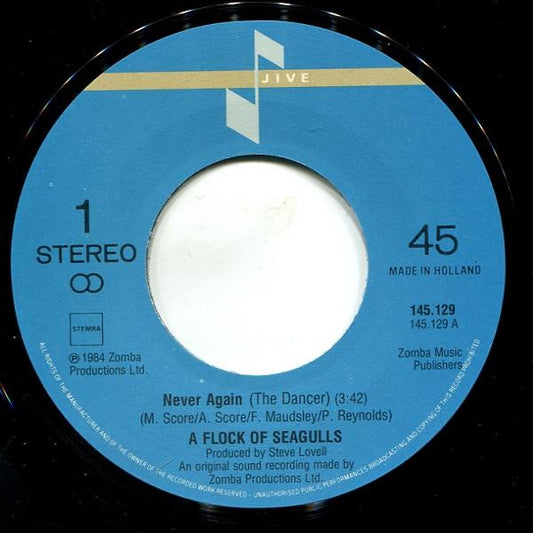 JIVE
1
STEREO
45
MADE IN HOLLAND
STEMRA
145.129
145.129 A
℗ 1984 Zomba
Productions Ltd.
Zomba Music
Publishers
Never Again (The Dancer) (3:42)
(M. Score/A. Score/F. Maudsley/P. Reynolds)
A FLOCK OF SEAGULLS
Produced by Steve Lovell
An original sound recording made by
Zomba Productions Ltd.
ALL RIGHTS OF THE MANUFACTURER AND OF THE OWNER OF THE RECORDED WORK RESERVED - UNAUTHORISED PUBLIC PERFORMANCES BROADCASTING AND COPYING OF THIS RECORD PROHIBITED